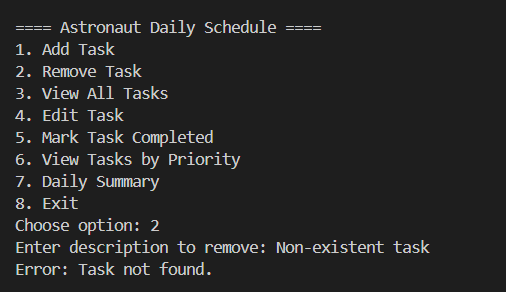 ==== Astronaut Daily Schedule ====
1. Add Task
2. Remove Task
3. View All Tasks
4. Edit Task
5. Mark Task Completed
6. View Tasks by Priority
7. Daily Summary
8. Exit
Choose option: 2
Enter description to remove: Non-existent task
Error: Task not found.